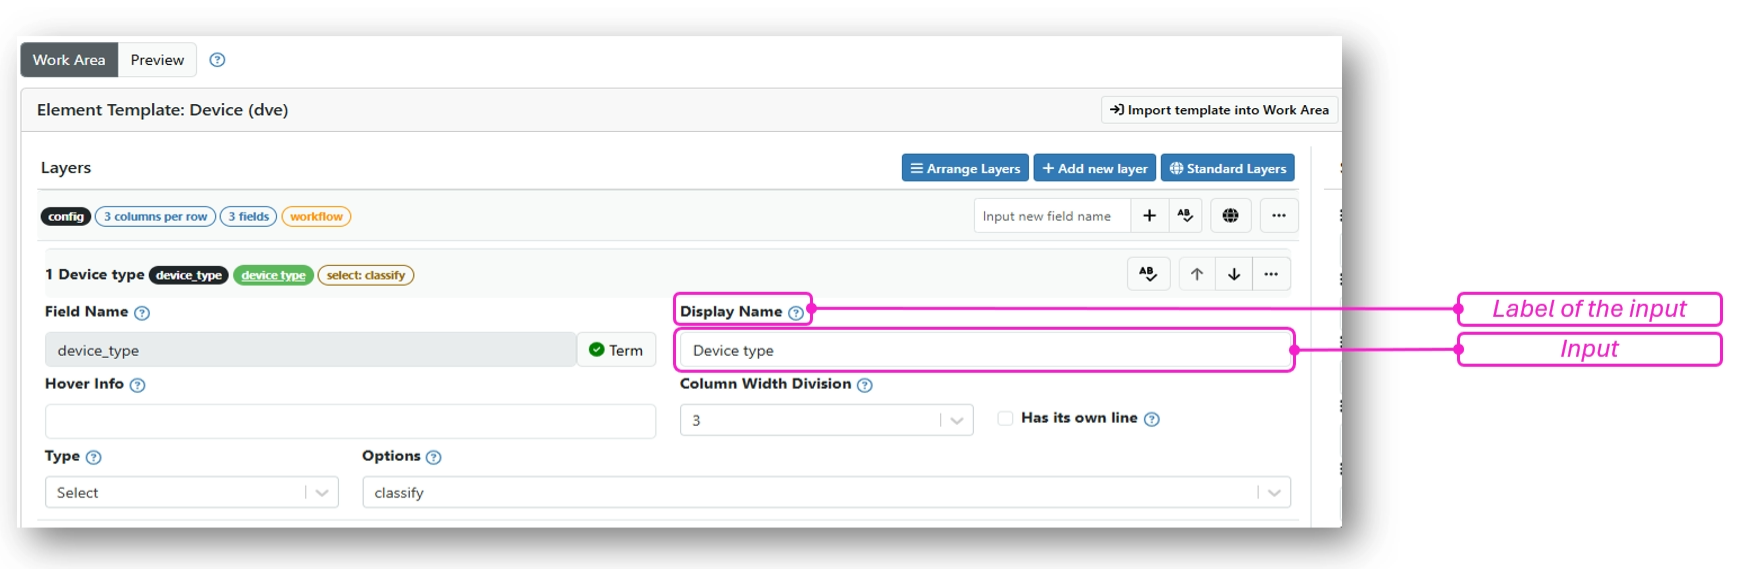 Work Area Preview
Element Template: Device (dve) Import template into Work Area
Layers Arrange Layers Add new layer Standard Layers
config 3 columns per row 3 fields workflow Input new field name
1 Device type device_type device type select: classify
Field Name Display Name Label of the input
device_type Term Device type Input
Hover Info Column Width Division
3 Has its own line
Type Options
Select classify